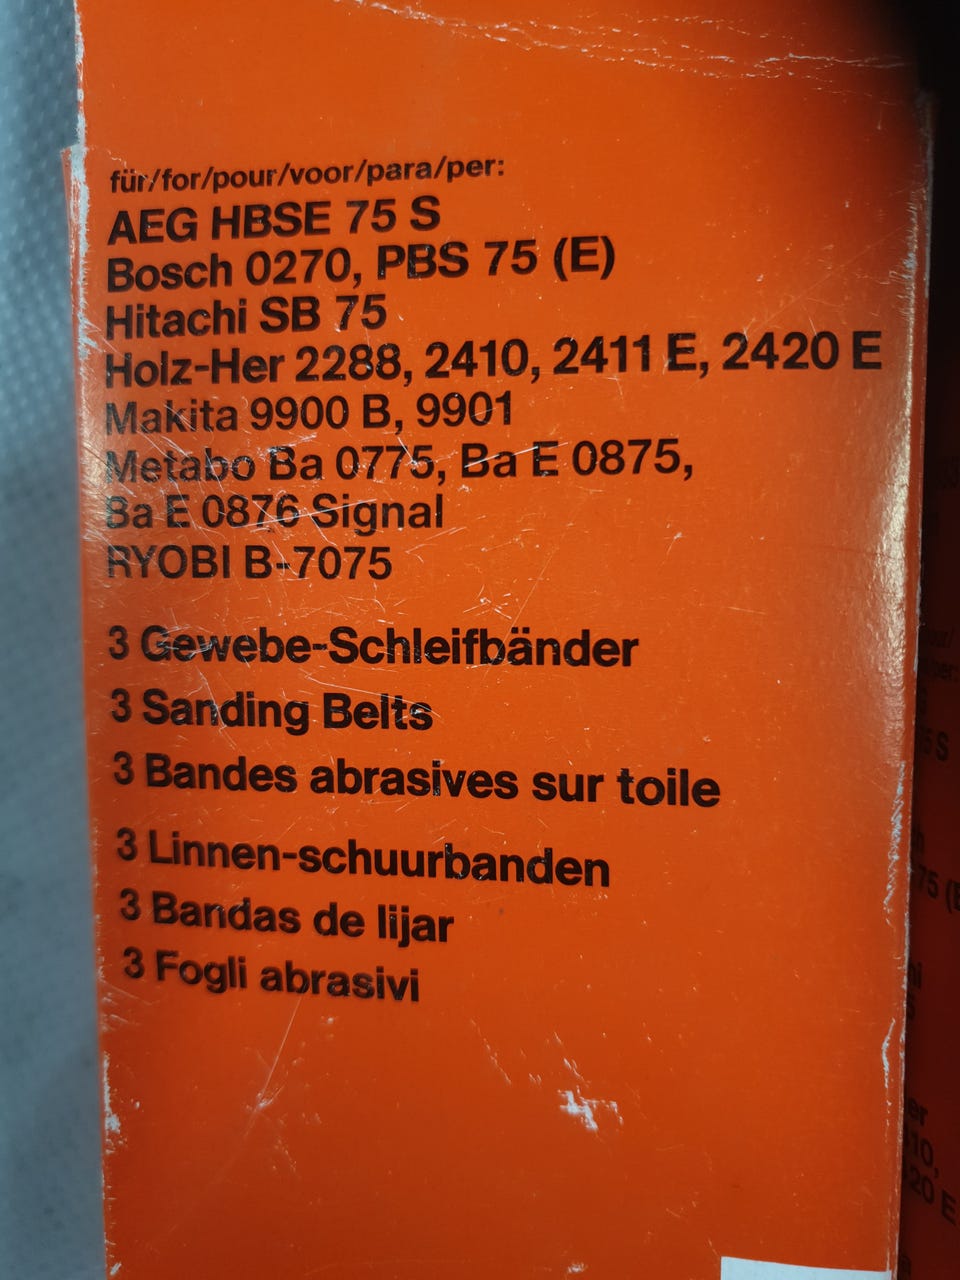 für/for/pour/voor/para/per:
AEG HBSE 75 S
Bosch 0270, PBS 75 (E)
Hitachi SB 75
Holz-Her 2288, 2410, 2411 E, 2420 E
Makita 9900 B, 9901
Metabo Ba 0775, Ba E 0875,
Ba E 0876 Signal
RYOBI B-7075
3 Gewebe-Schleifbänder
3 Sanding Belts
3 Bandes abrasives sur toile
3 Linnen-schuurbanden
3 Bandas de lijar
3 Fogli abrasivi